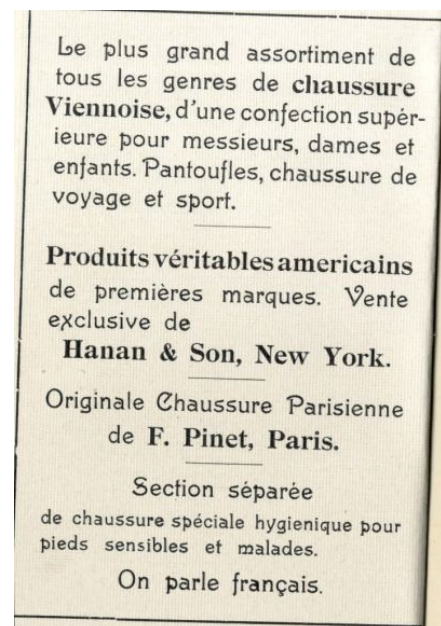 Le plus grand assortiment de
tous les genres de chaussure
Viennoise, d'une confection supér-
ieure pour messieurs, dames et
enfants. Pantoufles, chaussure de
voyage et sport.
Produits véritables americains
de premières marques. Vente
exclusive de
Hanan & Son, New York.
Originale Chaussure Parisienne
de F. Pinet, Paris.
Section séparée
de chaussure spéciale hygienique pour
pieds sensibles et malades.
On parle français.